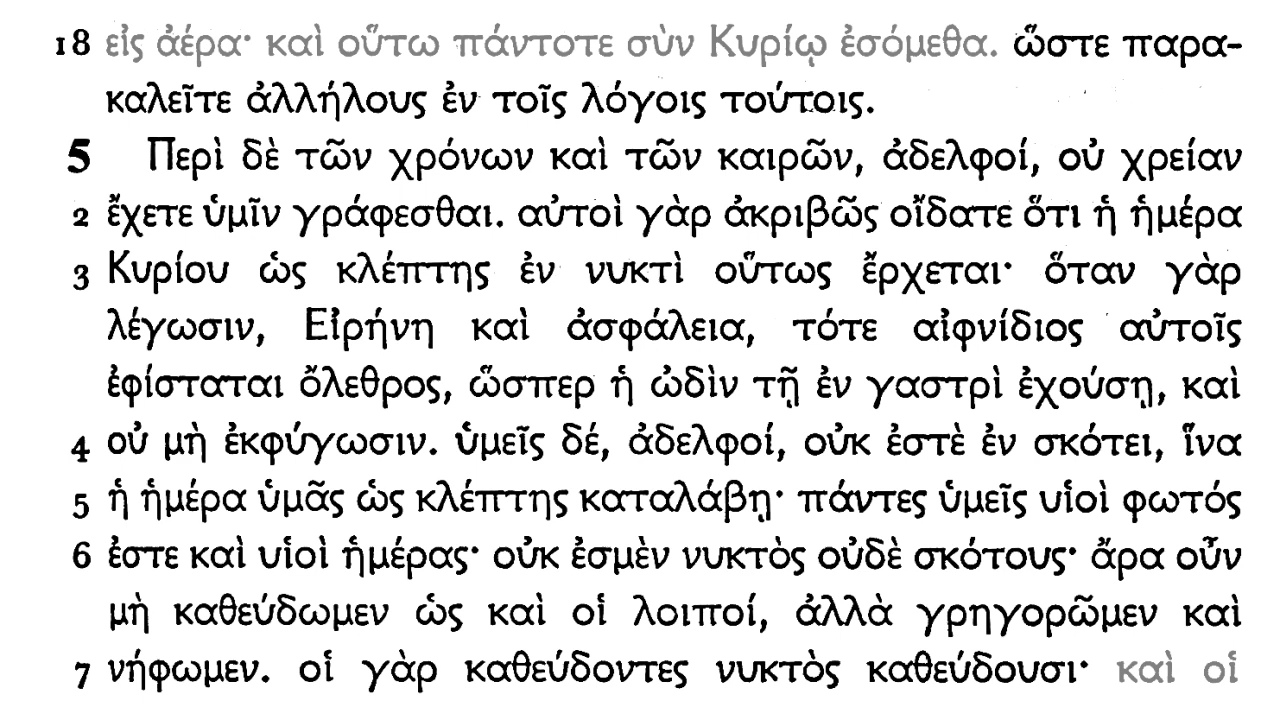 18 εἰς ἀέρα· καὶ οὕτω πάντοτε σὺν Κυρίῳ ἐσόμεθα. ὥστε παρα-
καλεῖτε ἀλλήλους ἐν τοῖς λόγοις τούτοις.
5 Περὶ δὲ τῶν χρόνων καὶ τῶν καιρῶν, ἀδελφοί, οὐ χρείαν
2 ἔχετε ὑμῖν γράφεσθαι. αὐτοὶ γὰρ ἀκριβῶς οἴδατε ὅτι ἡ ἡμέρα
3 Κυρίου ὡς κλέπτης ἐν νυκτὶ οὕτως ἔρχεται· ὅταν γὰρ
λέγωσιν, Εἰρήνη καὶ ἀσφάλεια, τότε αἰφνίδιος αὐτοῖς
ἐφίσταται ὄλεθρος, ὥσπερ ἡ ὠδὶν τῇ ἐν γαστρὶ ἐχούσῃ, καὶ
4 οὐ μὴ ἐκφύγωσιν. ὑμεῖς δέ, ἀδελφοί, οὐκ ἐστὲ ἐν σκότει, ἵνα
5 ἡ ἡμέρα ὑμᾶς ὡς κλέπτης καταλάβῃ· πάντες ὑμεῖς υἱοὶ φωτός
6 ἐστε καὶ υἱοὶ ἡμέρας· οὐκ ἐσμὲν νυκτὸς οὐδὲ σκότους· ἄρα οὖν
μὴ καθεύδωμεν ὡς καὶ οἱ λοιποί, ἀλλὰ γρηγορῶμεν καὶ
7 νήφωμεν. οἱ γὰρ καθεύδοντες νυκτὸς καθεύδουσι· καὶ οἱ